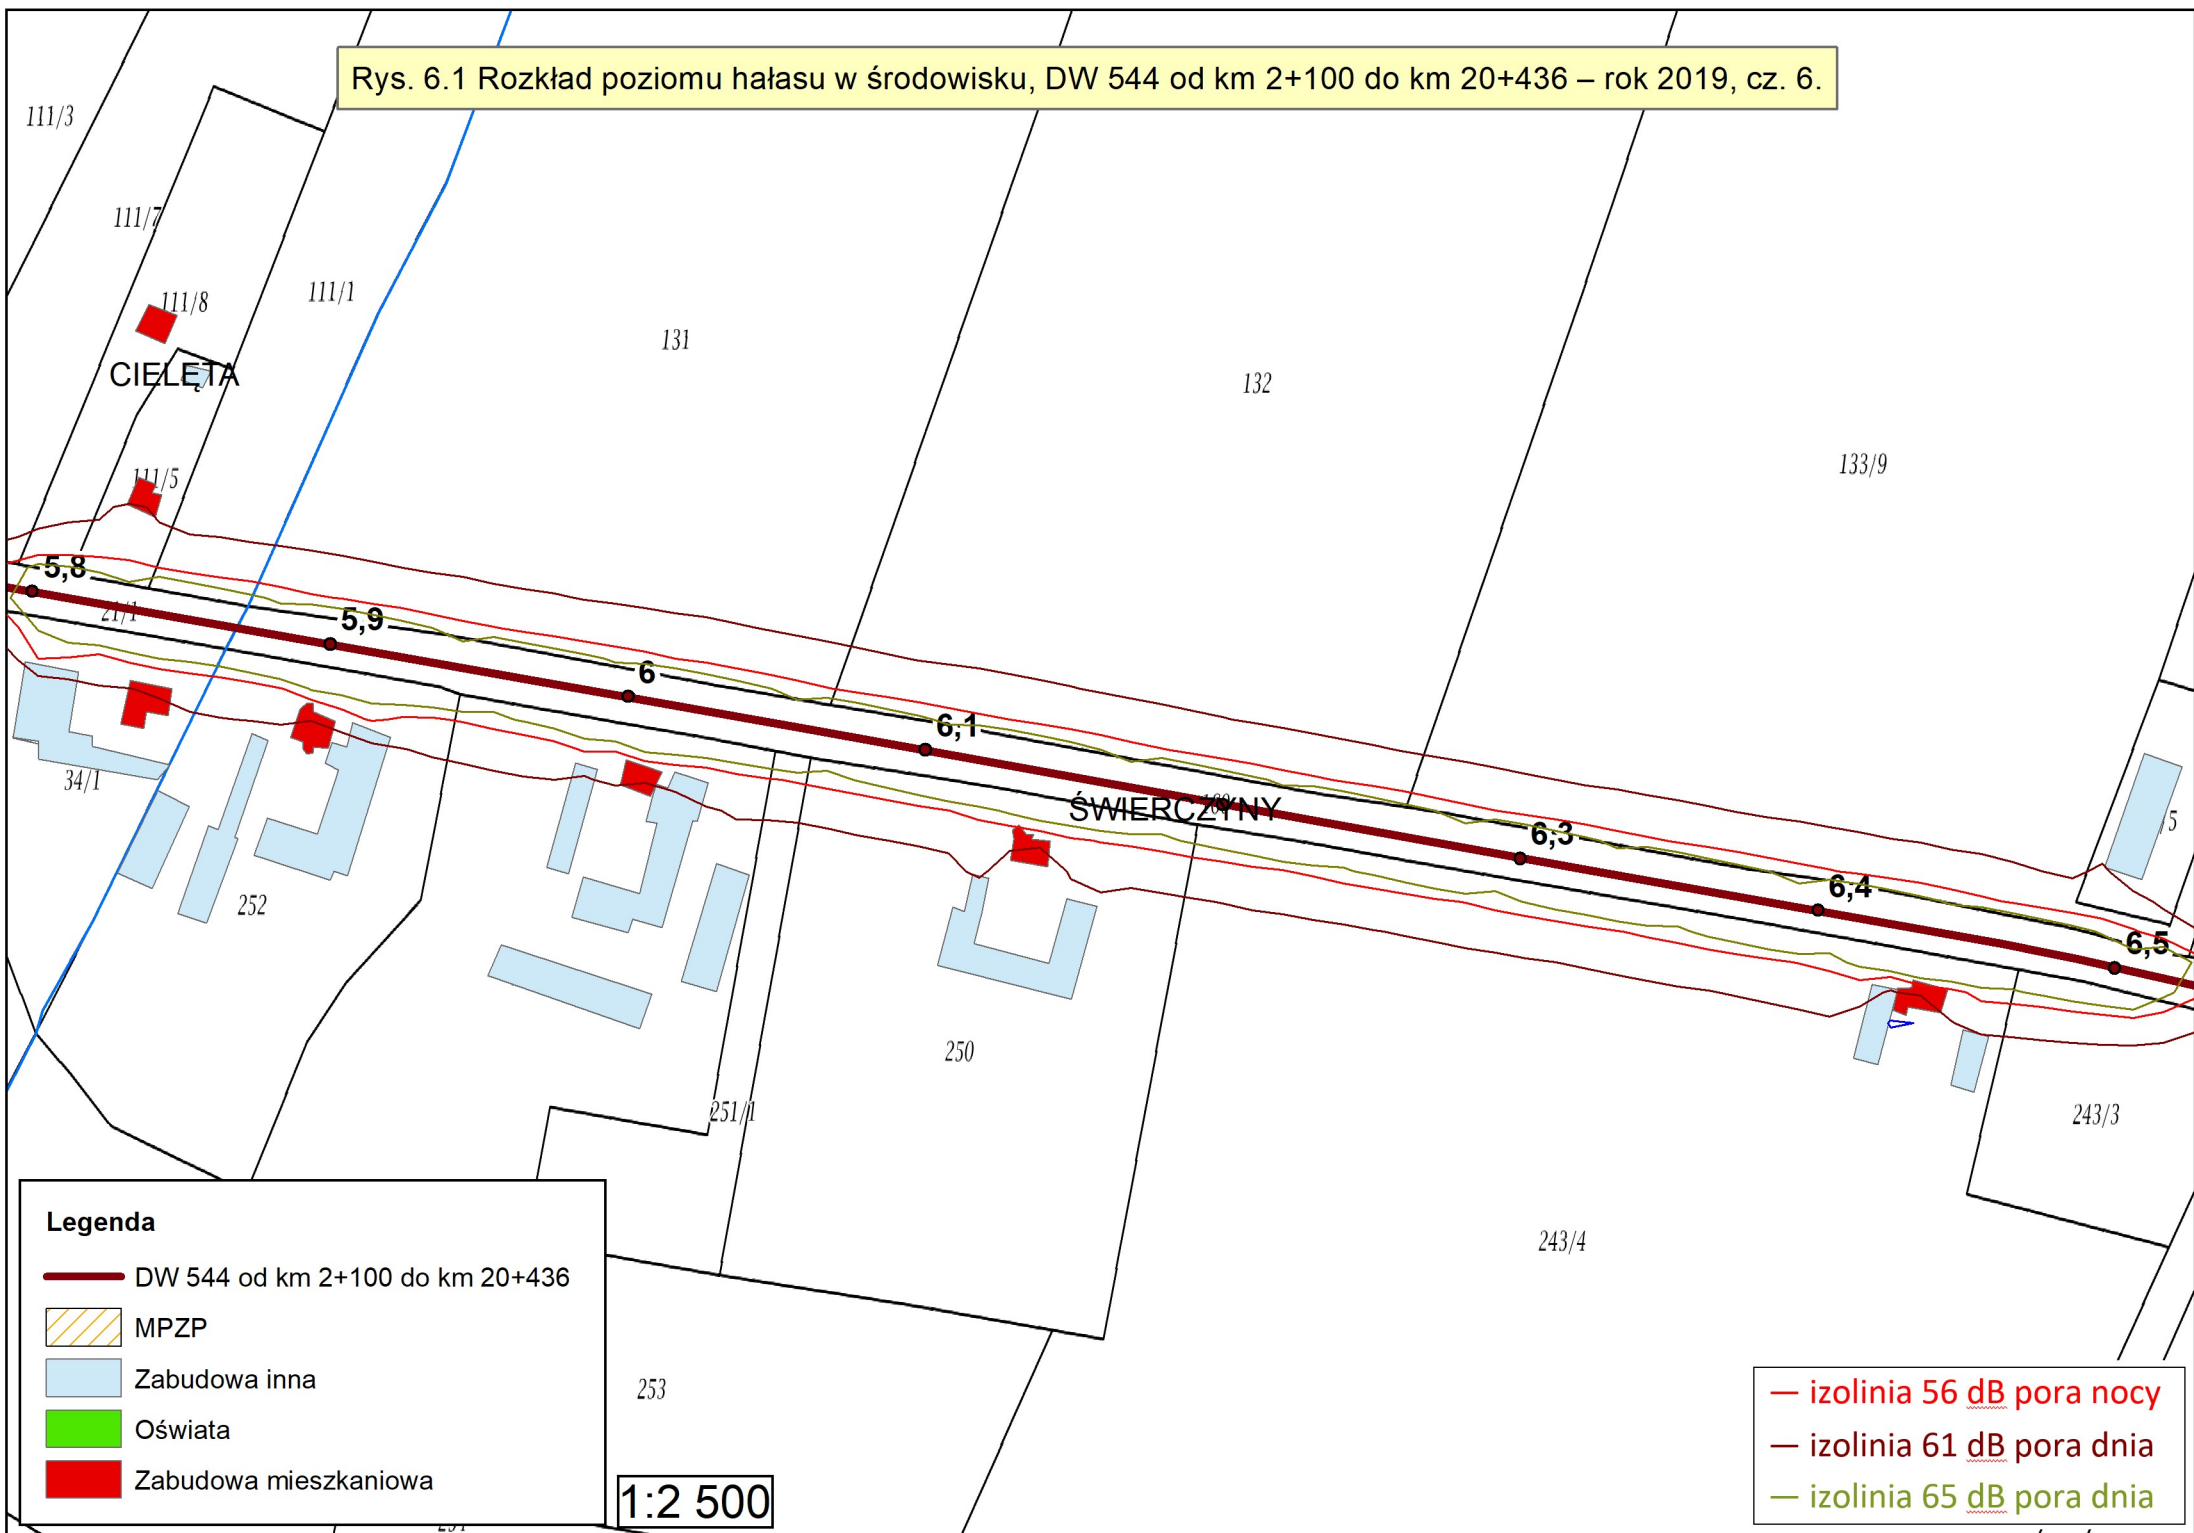 Rys. 6.1 Rozkład poziomu hałasu w środowisku, DW 544 od km 2+100 do km 20+436 – rok 2019, cz. 6.
111/3
111/7
111/8
111/1
131
132
CIELĘTA
133/9
111/5
5,8
21/1
5,9
6
6,1
ŚWIERCZYNY
6,3
6,4
6,5
34/1
252
250
251/1
243/3
243/4
253
Legenda
DW 544 od km 2+100 do km 20+436
MPZP
Zabudowa inna
Oświata
Zabudowa mieszkaniowa
1:2 500
izolinia 56 dB pora nocy
izolinia 61 dB pora dnia
izolinia 65 dB pora dnia